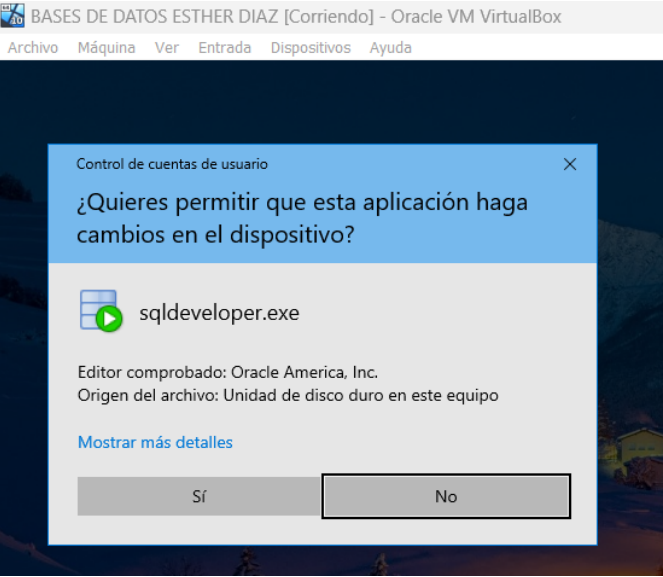 BASES DE DATOS ESTHER DIAZ [Corriendo] - Oracle VM VirtualBox
Archivo Máquina Ver Entrada Dispositivos Ayuda
Control de cuentas de usuario
¿Quieres permitir que esta aplicación haga
cambios en el dispositivo?
sqldeveloper.exe
Editor comprobado: Oracle America, Inc.
Origen del archivo: Unidad de disco duro en este equipo
Mostrar más detalles
Sí No